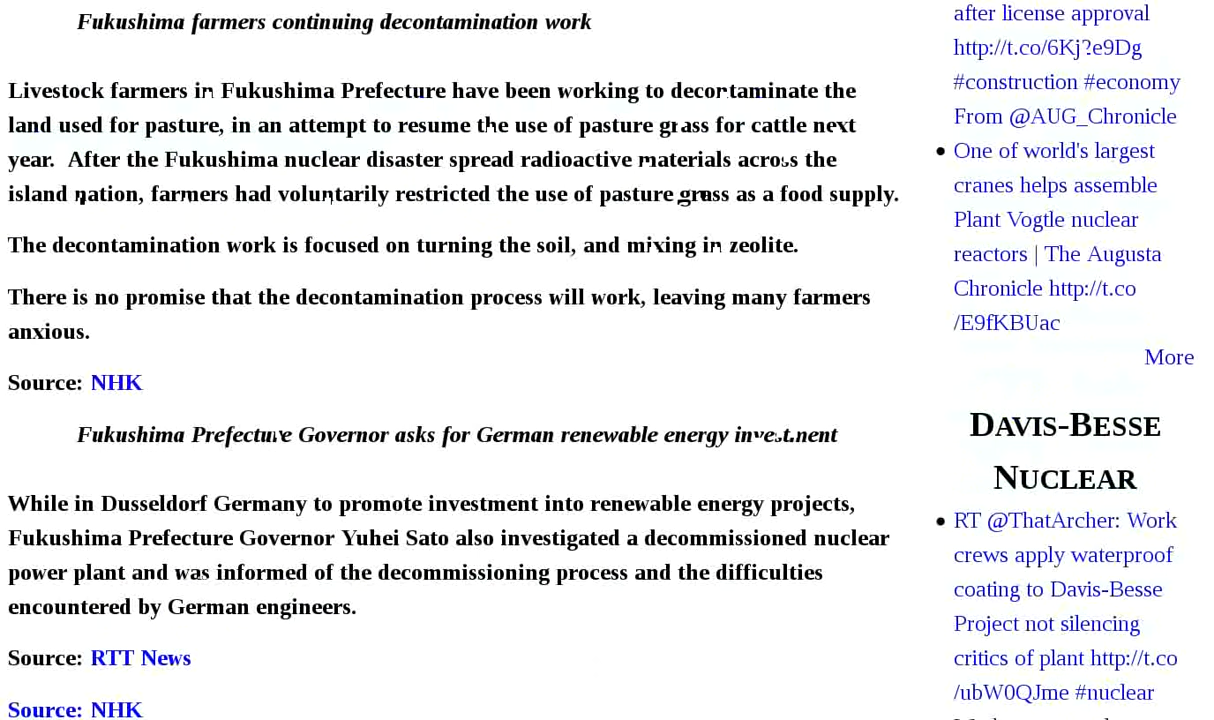 Fukushima farmers continuing decontamination work
Livestock farmers in Fukushima Prefecture have been working to decontaminate the
land used for pasture, in an attempt to resume the use of pasture grass for cattle next
year.  After the Fukushima nuclear disaster spread radioactive materials across the
island nation, farmers had voluntarily restricted the use of pasture grass as a food supply.
The decontamination work is focused on turning the soil, and mixing in zeolite.
There is no promise that the decontamination process will work, leaving many farmers
anxious.
Source: NHK
Fukushima Prefecture Governor asks for German renewable energy investment
While in Dusseldorf Germany to promote investment into renewable energy projects,
Fukushima Prefecture Governor Yuhei Sato also investigated a decommissioned nuclear
power plant and was informed of the decommissioning process and the difficulties
encountered by German engineers.
Source: RTT News
Source: NHK
after license approval
#construction #economy
From @AUG_Chronicle
One of world's largest
cranes helps assemble
Plant Vogtle nuclear
reactors | The Augusta
Chronicle http://t.co
/E9fKBUac
More
DAVIS-BESSE
NUCLEAR
RT @ThatArcher: Work
crews apply waterproof
coating to Davis-Besse
Project not silencing
critics of plant http://t.co
/ubW0QJme #nuclear